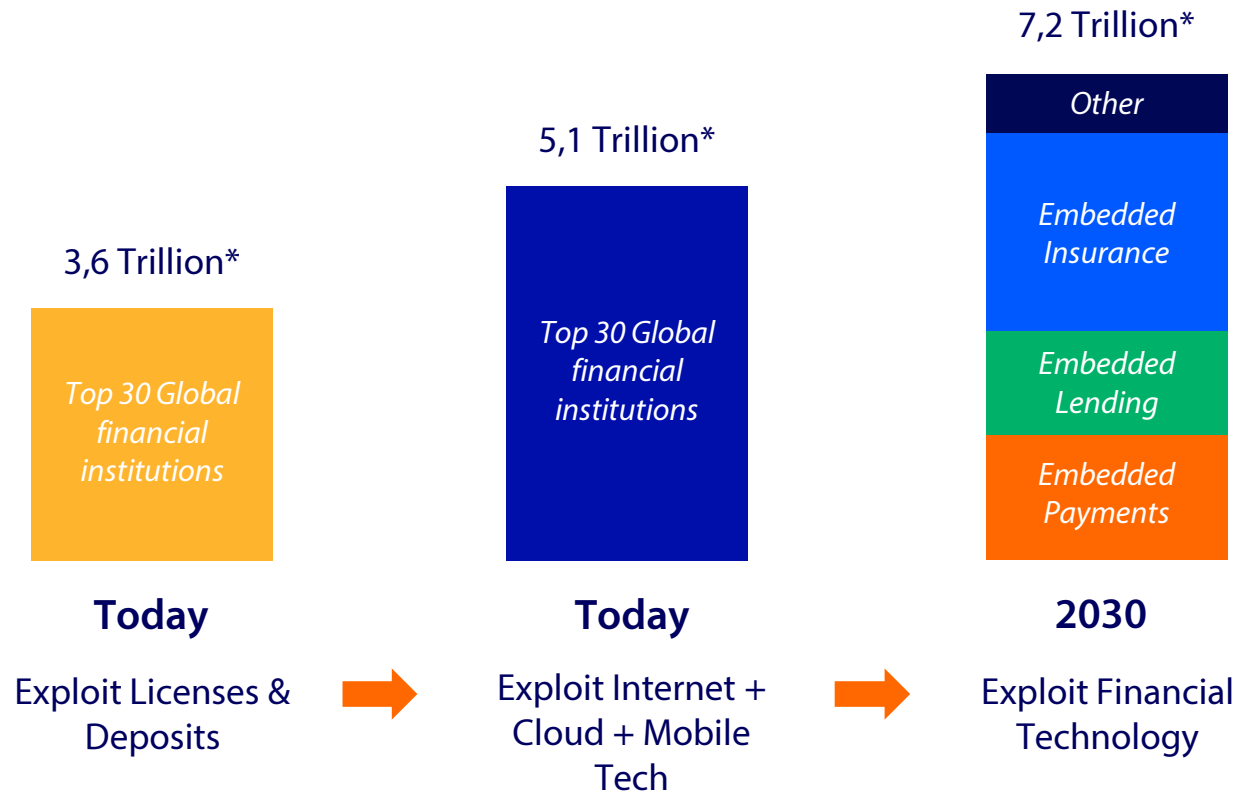 3,6 Trillion*
Top 30 Global
financial
institutions
Today
Exploit Licenses &
Deposits
5,1 Trillion*
Top 30 Global
financial
institutions
Today
Exploit Internet +
Cloud + Mobile
Tech
7,2 Trillion*
Other
Embedded
Insurance
Embedded
Lending
Embedded
Payments
2030
Exploit Financial
Technology